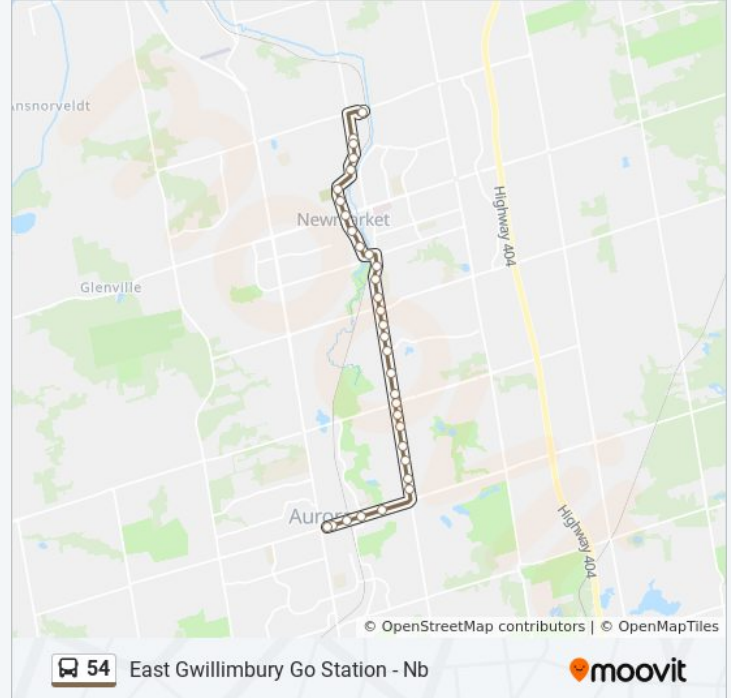 Ansnorveldt
Newmarket
Highway 404
Glenville
Aurora
Highway 404
© OpenStreetMap contributors | © OpenMapTiles
54 East Gwillimbury Go Station - Nb
moovit